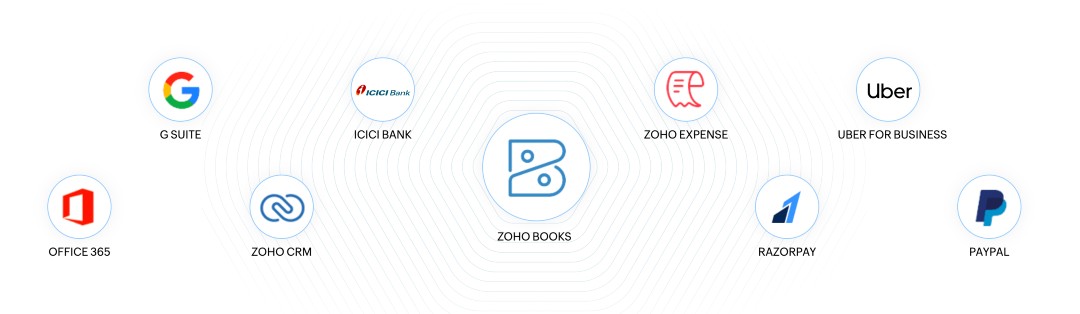 ICICI Bank
Uber
G SUITE
ICICI BANK
ZOHO EXPENSE
UBER FOR BUSINESS
ZOHO BOOKS
OFFICE 365
ZOHO CRM
RAZORPAY
PAYPAL